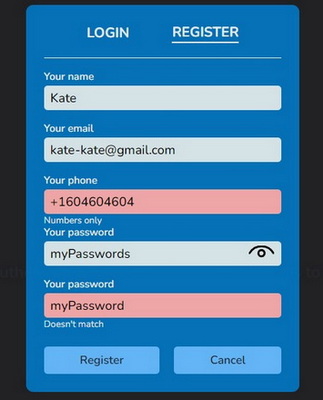 LOGIN REGISTER
Your name
Kate
Your email
kate-kate@gmail.com
Your phone
+1604604604
Numbers only
Your password
myPasswords
Your password
myPassword
Doesn't match
Register Cancel